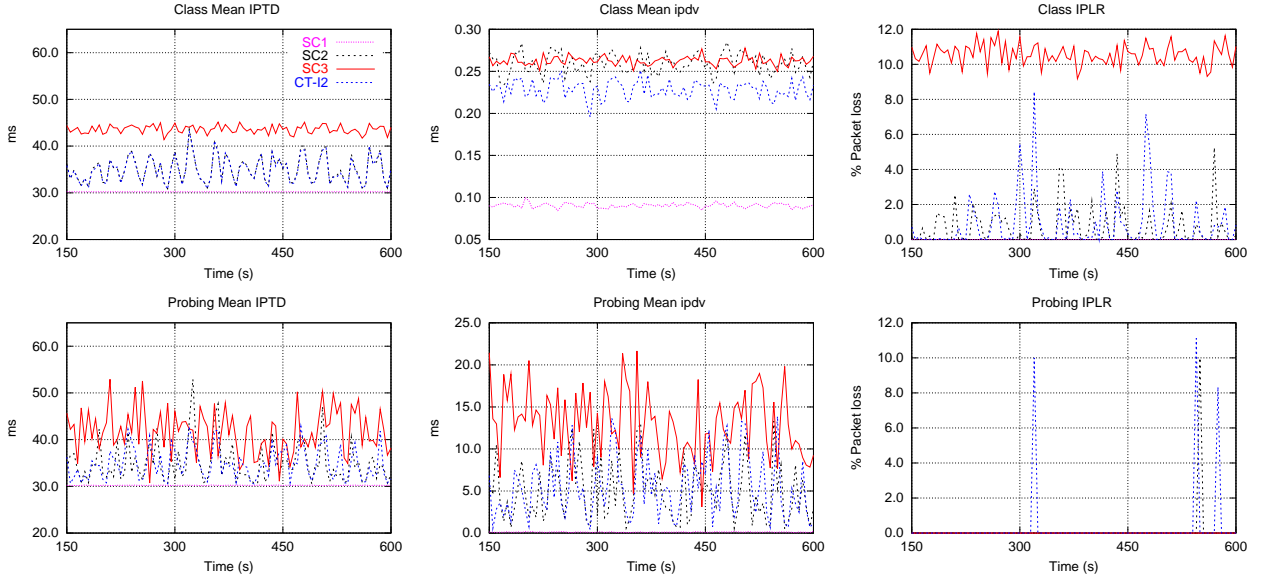 Class Mean IPTD
ms
60.0
50.0
40.0
30.0
20.0
150 300 450 600
Time (s)
SC1
SC2
SC3
CT-I2
Class Mean ipdv
ms
0.30
0.25
0.20
0.15
0.10
0.05
150 300 450 600
Time (s)
Class IPLR
% Packet loss
12.0
10.0
8.0
6.0
4.0
2.0
0.0
150 300 450 600
Time (s)
Probing Mean IPTD
ms
60.0
50.0
40.0
30.0
20.0
150 300 450 600
Time (s)
Probing Mean ipdv
ms
25.0
20.0
15.0
10.0
5.0
0.0
150 300 450 600
Time (s)
Probing IPLR
% Packet loss
12.0
10.0
8.0
6.0
4.0
2.0
0.0
150 300 450 600
Time (s)